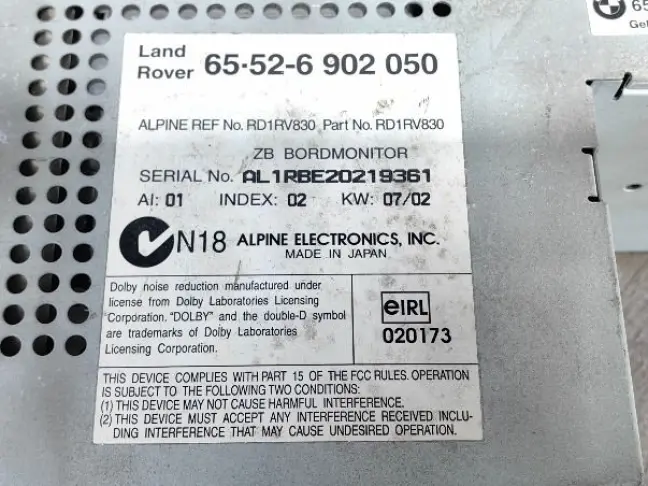 Land Rover 65-52-6 902 050
ALPINE REF No. RD1RV830 Part No. RD1RV830
ZB BORDMONITOR
SERIAL No. AL1RBE20219361
AI: 01 INDEX: 02 KW: 07/02
N18 ALPINE ELECTRONICS, INC.
MADE IN JAPAN
Dolby noise reduction manufactured under
license from Dolby Laboratories Licensing
Corporation. "DOLBY" and the double-D symbol
are trademarks of Dolby Laboratories
Licensing Corporation.
eIRL
020173
THIS DEVICE COMPLIES WITH PART 15 OF THE FCC RULES. OPERATION
IS SUBJECT TO THE FOLLOWING TWO CONDITIONS:
(1) THIS DEVICE MAY NOT CAUSE HARMFUL INTERFERENCE.
(2) THIS DEVICE MUST ACCEPT ANY INTERFERENCE RECEIVED INCLU-
DING INTERFERENCE THAT MAY CAUSE UNDESIRED OPERATION.
BMW
65